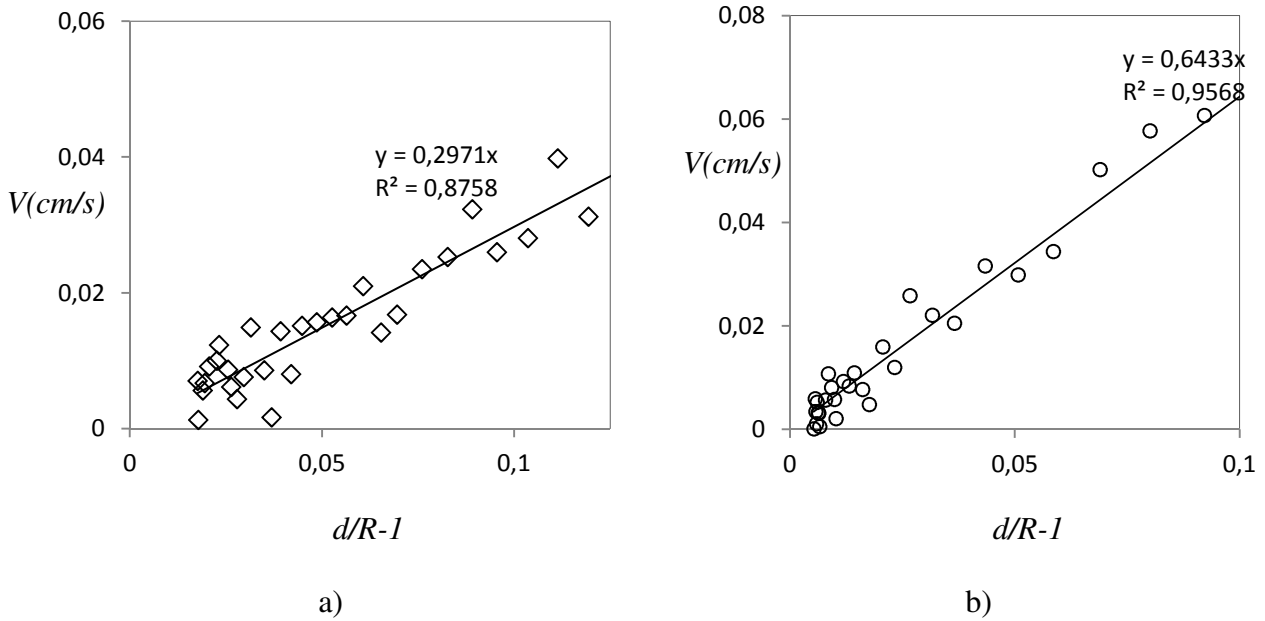 0,06
0,04
0,02
0
V(cm/s)
y = 0,2971x
R² = 0,8758
0
0,05
0,1
d/R-1
a)
0,08
0,06
0,04
0,02
0
V(cm/s)
y = 0,6433x
R² = 0,9568
0
0,05
0,1
d/R-1
b)